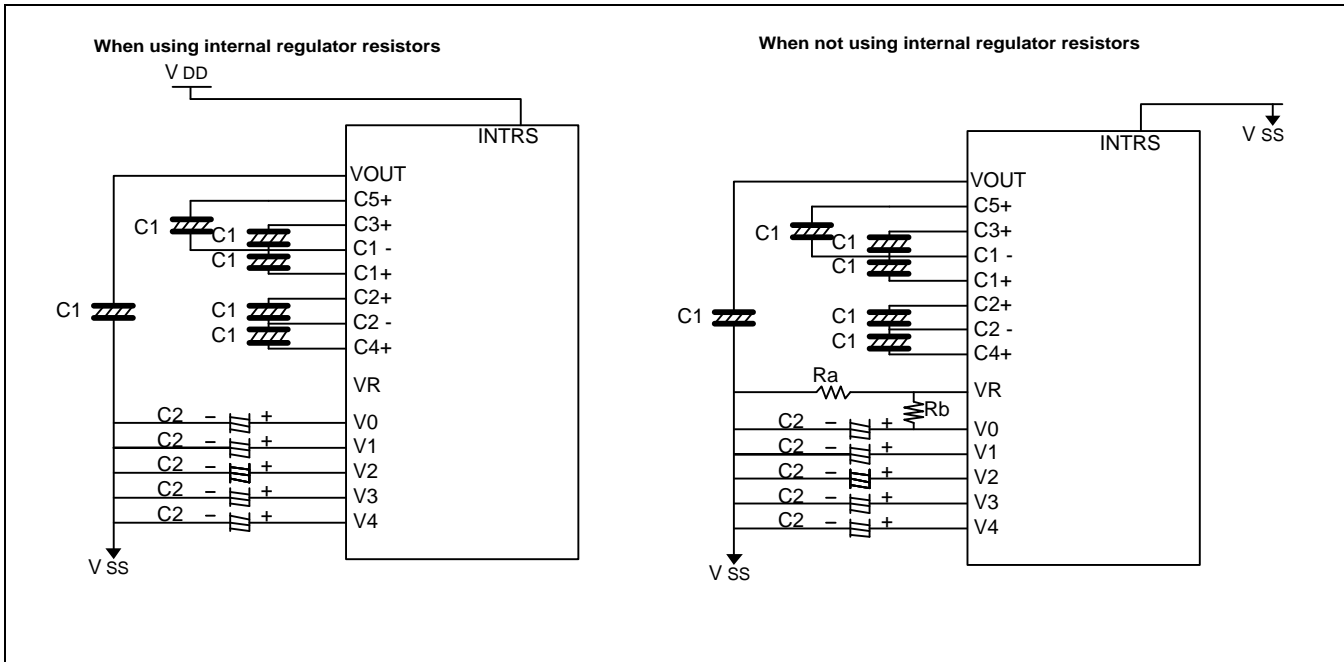 When using internal regulator resistors
V DD
INTRS
VOUT
C5+
C1
C3+
C1
C1 -
C1
C1+
C2+
C1
C1
C2 -
C1
C4+
VR
C2 – + V0
C2 – + V1
C2 – + V2
C2 – + V3
C2 – + V4
V SS
When not using internal regulator resistors
V SS
INTRS
VOUT
C5+
C1
C3+
C1
C1 -
C1
C1+
C2+
C1
C1
C2 -
C1
C4+
Ra
VR
Rb
C2 – + V0
C2 – + V1
C2 – + V2
C2 – + V3
C2 – + V4
V SS